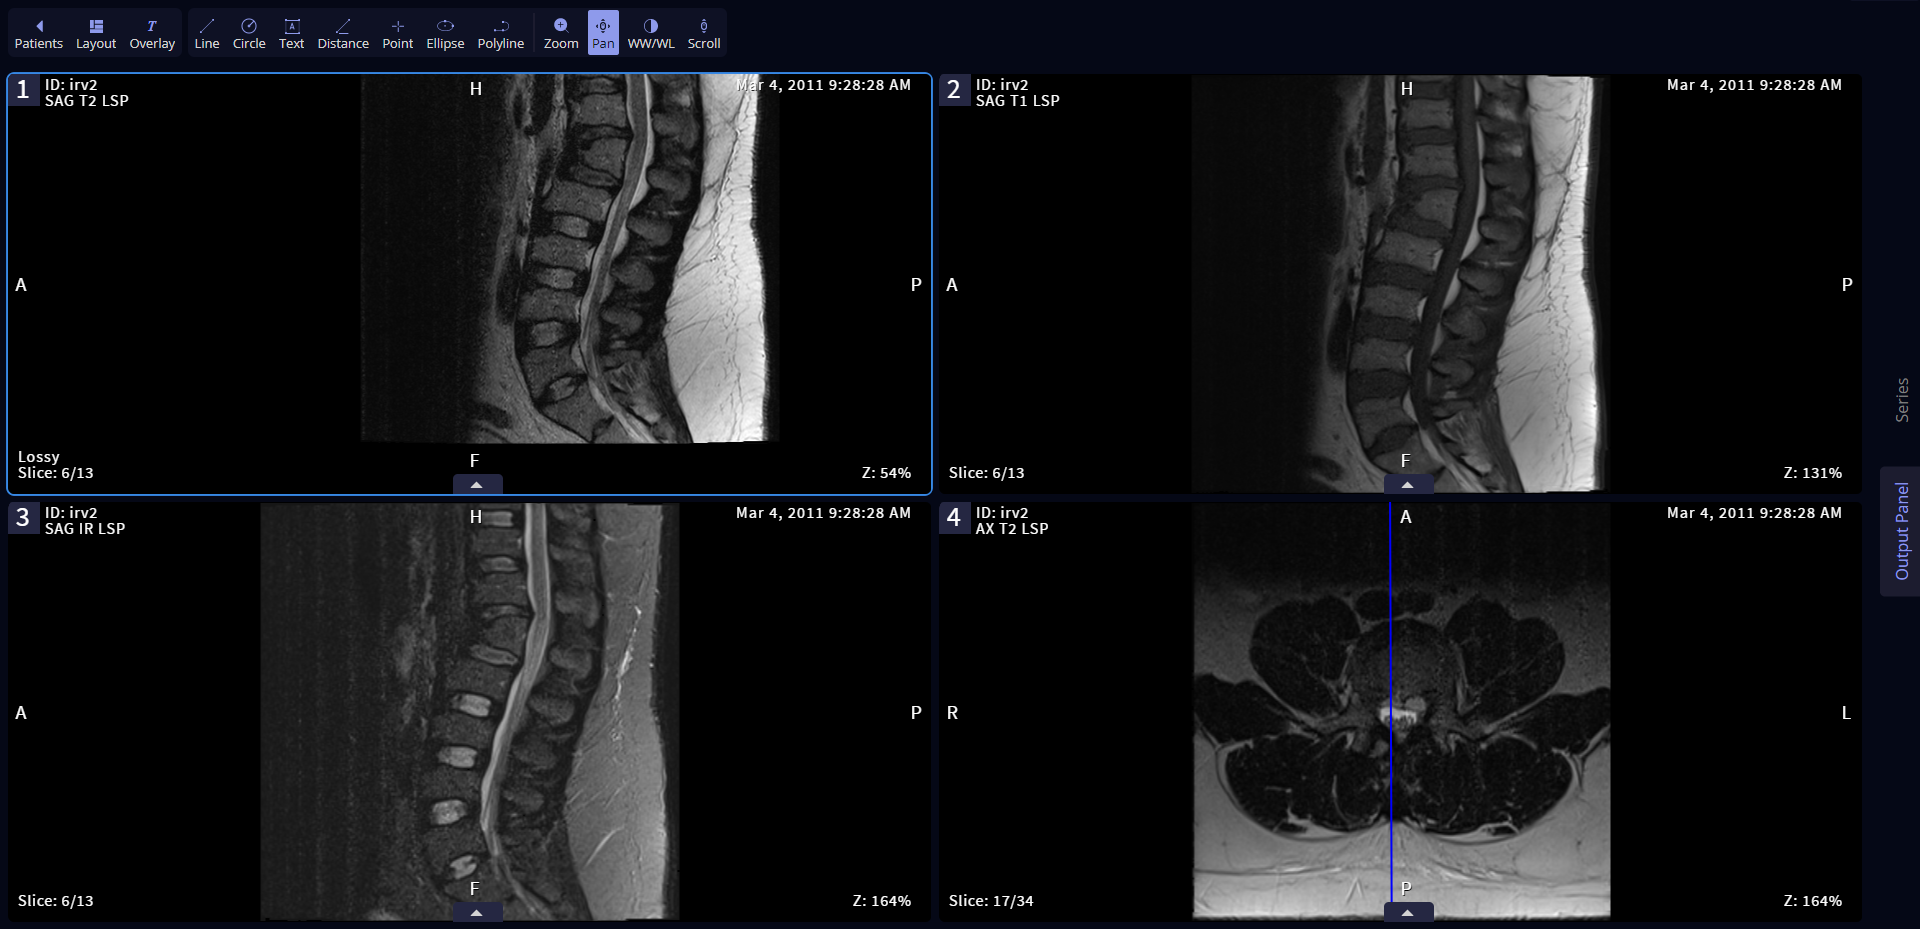 Patients Layout Overlay Line Circle Text Distance Point Ellipse Polyline Zoom Pan WW/WL Scroll
1
ID: irv2
SAG T2 LSP
H
Mar 4, 2011 9:28:28 AM
A
P
Lossy
Slice: 6/13
F
Z: 54%
2
ID: irv2
SAG T1 LSP
H
Mar 4, 2011 9:28:28 AM
A
P
Slice: 6/13
F
Z: 131%
3
ID: irv2
SAG IR LSP
H
Mar 4, 2011 9:28:28 AM
A
P
Slice: 6/13
F
Z: 164%
4
ID: irv2
AX T2 LSP
A
Mar 4, 2011 9:28:28 AM
R
L
Slice: 17/34
P
Z: 164%
Series
Output Panel